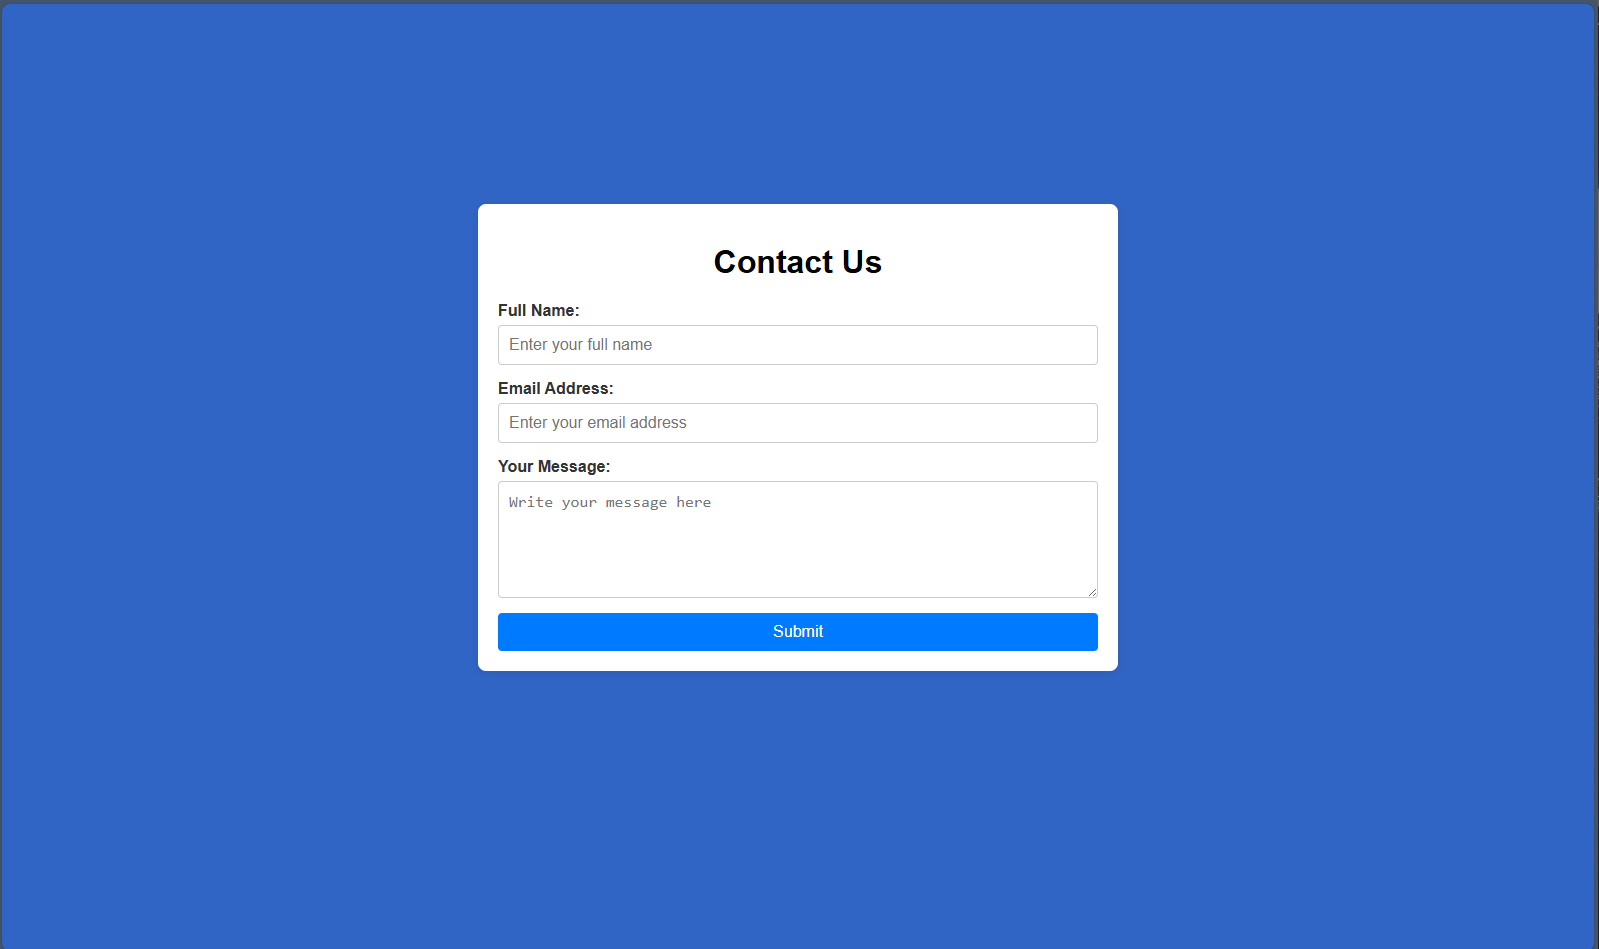 Contact Us
Full Name:
Enter your full name
Email Address:
Enter your email address
Your Message:
Write your message here
Submit